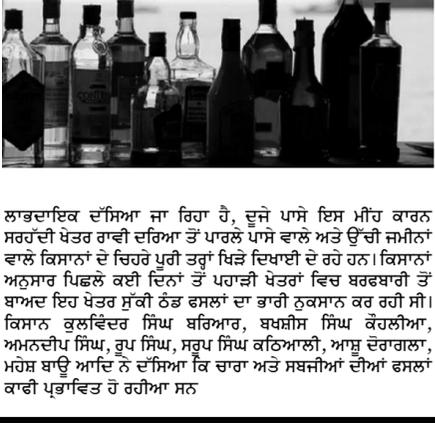 ਲਾਭਦਾਇਕ ਦੱਸਿਆ ਜਾ ਰਿਹਾ ਹੈ, ਦੂਜੇ ਪਾਸੇ ਇਸ ਮੀਂਹ ਕਾਰਨ
ਸਰਹੱਦੀ ਖੇਤਰ ਰਾਵੀ ਦਰਿਆ ਤੋਂ ਪਾਰਲੇ ਪਾਸੇ ਵਾਲੇ ਅਤੇ ਉੱਚੀ ਜਮੀਨਾਂ
ਵਾਲੇ ਕਿਸਾਨਾਂ ਦੇ ਚਿਹਰੇ ਪੂਰੀ ਤਰ੍ਹਾਂ ਖਿੜੇ ਦਿਖਾਈ ਦੇ ਰਹੇ ਹਨ। ਕਿਸਾਨਾਂ
ਅਨੁਸਾਰ ਪਿਛਲੇ ਕਈ ਦਿਨਾਂ ਤੋਂ ਪਹਾੜੀ ਖੇਤਰਾਂ ਵਿਚ ਬਰਫਬਾਰੀ ਤੋਂ
ਬਾਅਦ ਇਹ ਖੇਤਰ ਸੁੱਕੀ ਠੰਡ ਫਸਲਾਂ ਦਾ ਭਾਰੀ ਨੁਕਸਾਨ ਕਰ ਰਹੀ ਸੀ।
ਕਿਸਾਨ ਕੁਲਵਿੰਦਰ ਸਿੰਘ ਬਰਿਆਰ, ਬਖਸ਼ੀਸ ਸਿੰਘ ਕੌਹਲੀਆ,
ਅਮਨਦੀਪ ਸਿੰਘ, ਰੂਪ ਸਿੰਘ, ਸਰੂਪ ਸਿੰਘ ਕਠਿਆਲੀ, ਆਸ਼ੂ ਦੋਰਾਗਲਾ,
ਮਹੇਸ਼ ਬਾਊ ਆਦਿ ਨੇ ਦੱਸਿਆ ਕਿ ਚਾਰਾ ਅਤੇ ਸਬਜੀਆਂ ਦੀਆਂ ਫਸਲਾਂ
ਕਾਫੀ ਪ੍ਰਭਾਵਿਤ ਹੋ ਰਹੀਆ ਸਨ